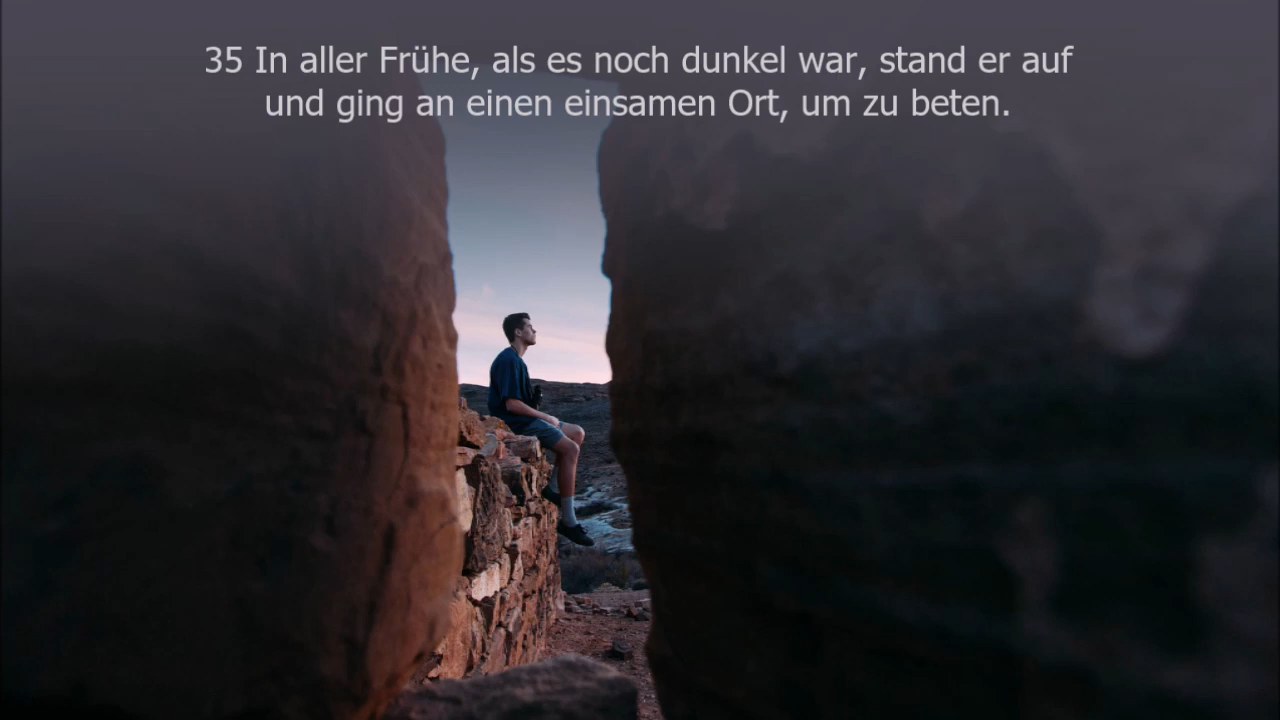 35 In aller Frühe, als es noch dunkel war, stand er auf
und ging an einen einsamen Ort, um zu beten.